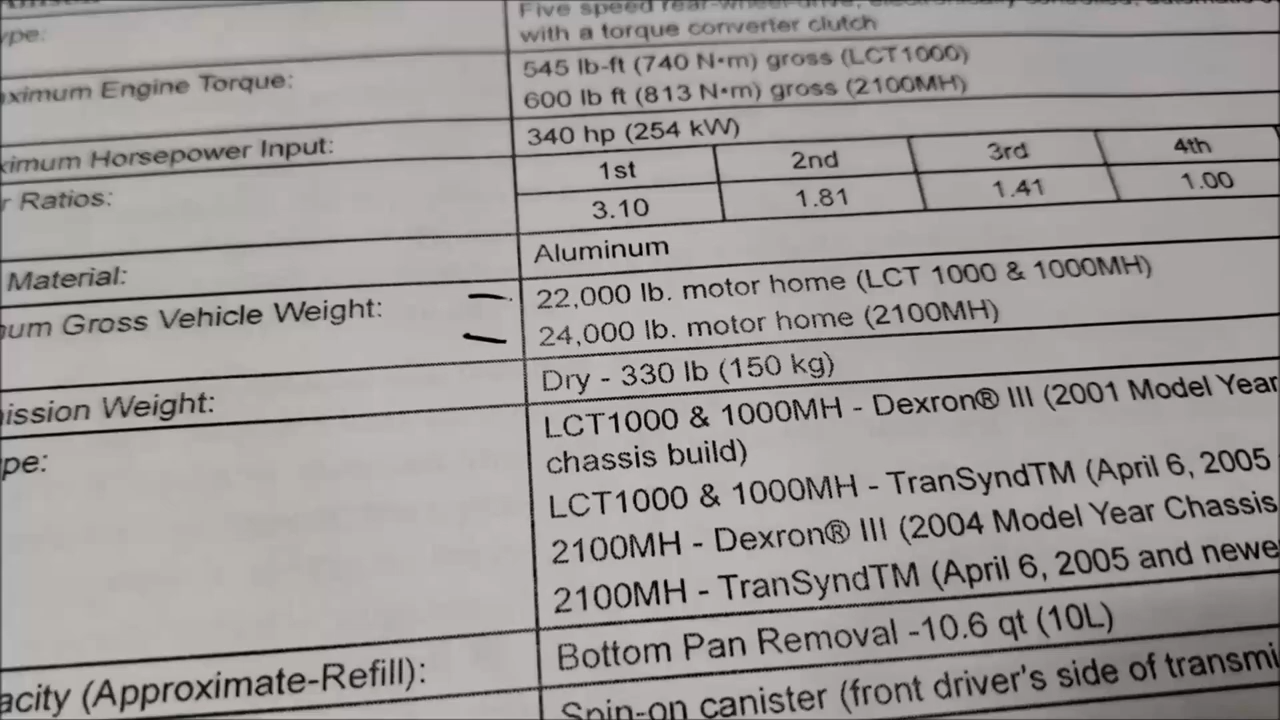 ype:
Five speed rear-wheel-drive, electronically controlled, automatic
with a torque converter clutch
aximum Engine Torque:
545 lb-ft (740 N•m) gross (LCT1000)
600 lb ft (813 N•m) gross (2100MH)
ximum Horsepower Input:
340 hp (254 kW)
r Ratios:
1st 2nd 3rd 4th
3.10 1.81 1.41 1.00
Material:
Aluminum
um Gross Vehicle Weight:
22,000 lb. motor home (LCT 1000 & 1000MH)
24,000 lb. motor home (2100MH)
ission Weight:
Dry - 330 lb (150 kg)
pe:
LCT1000 & 1000MH - Dexron® III (2001 Model Year
chassis build)
LCT1000 & 1000MH - TranSyndTM (April 6, 2005
2100MH - Dexron® III (2004 Model Year Chassis
2100MH - TranSyndTM (April 6, 2005 and newe
acity (Approximate-Refill):
Bottom Pan Removal -10.6 qt (10L)
Spin-on canister (front driver's side of transmi